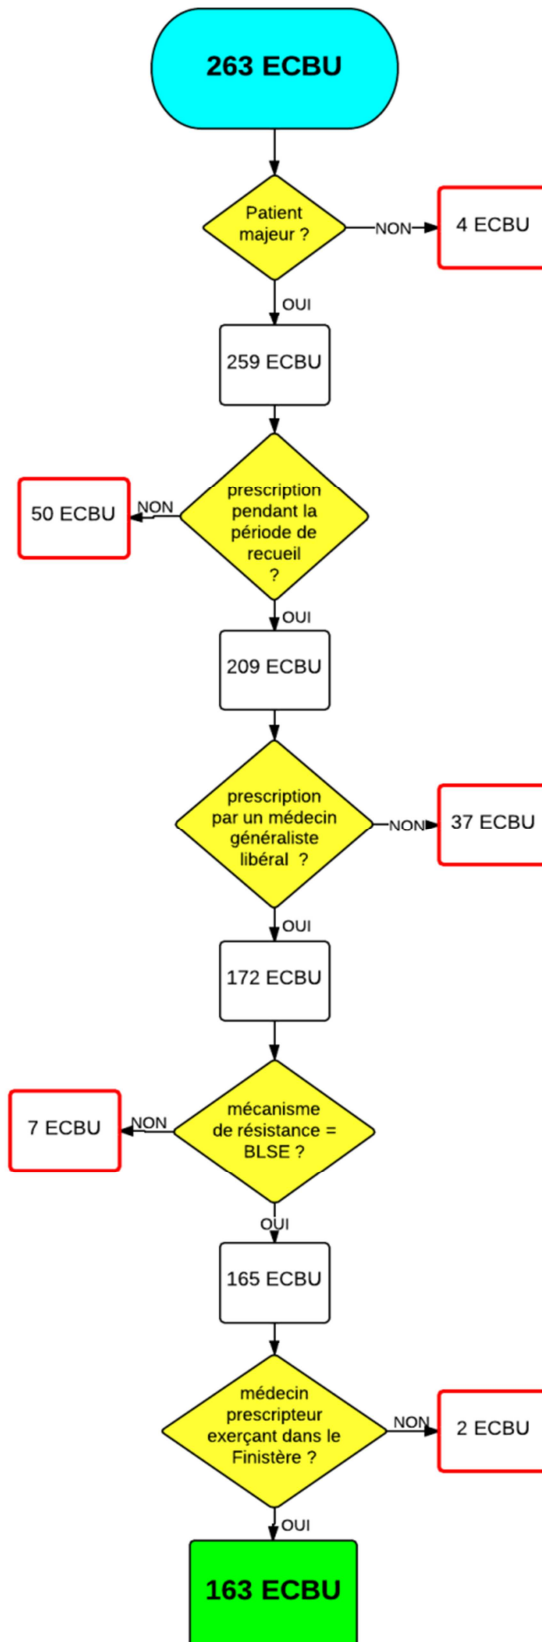 263 ECBU
Patient
majeur ?
NON
4 ECBU
OUI
259 ECBU
prescription
pendant la
période de
recueil
?
NON
50 ECBU
OUI
209 ECBU
prescription
par un médecin
généraliste
libéral ?
NON
37 ECBU
OUI
172 ECBU
mécanisme
de résistance =
BLSE ?
NON
7 ECBU
OUI
165 ECBU
médecin
prescripteur
exerçant dans le
Finistère ?
NON
2 ECBU
OUI
163 ECBU